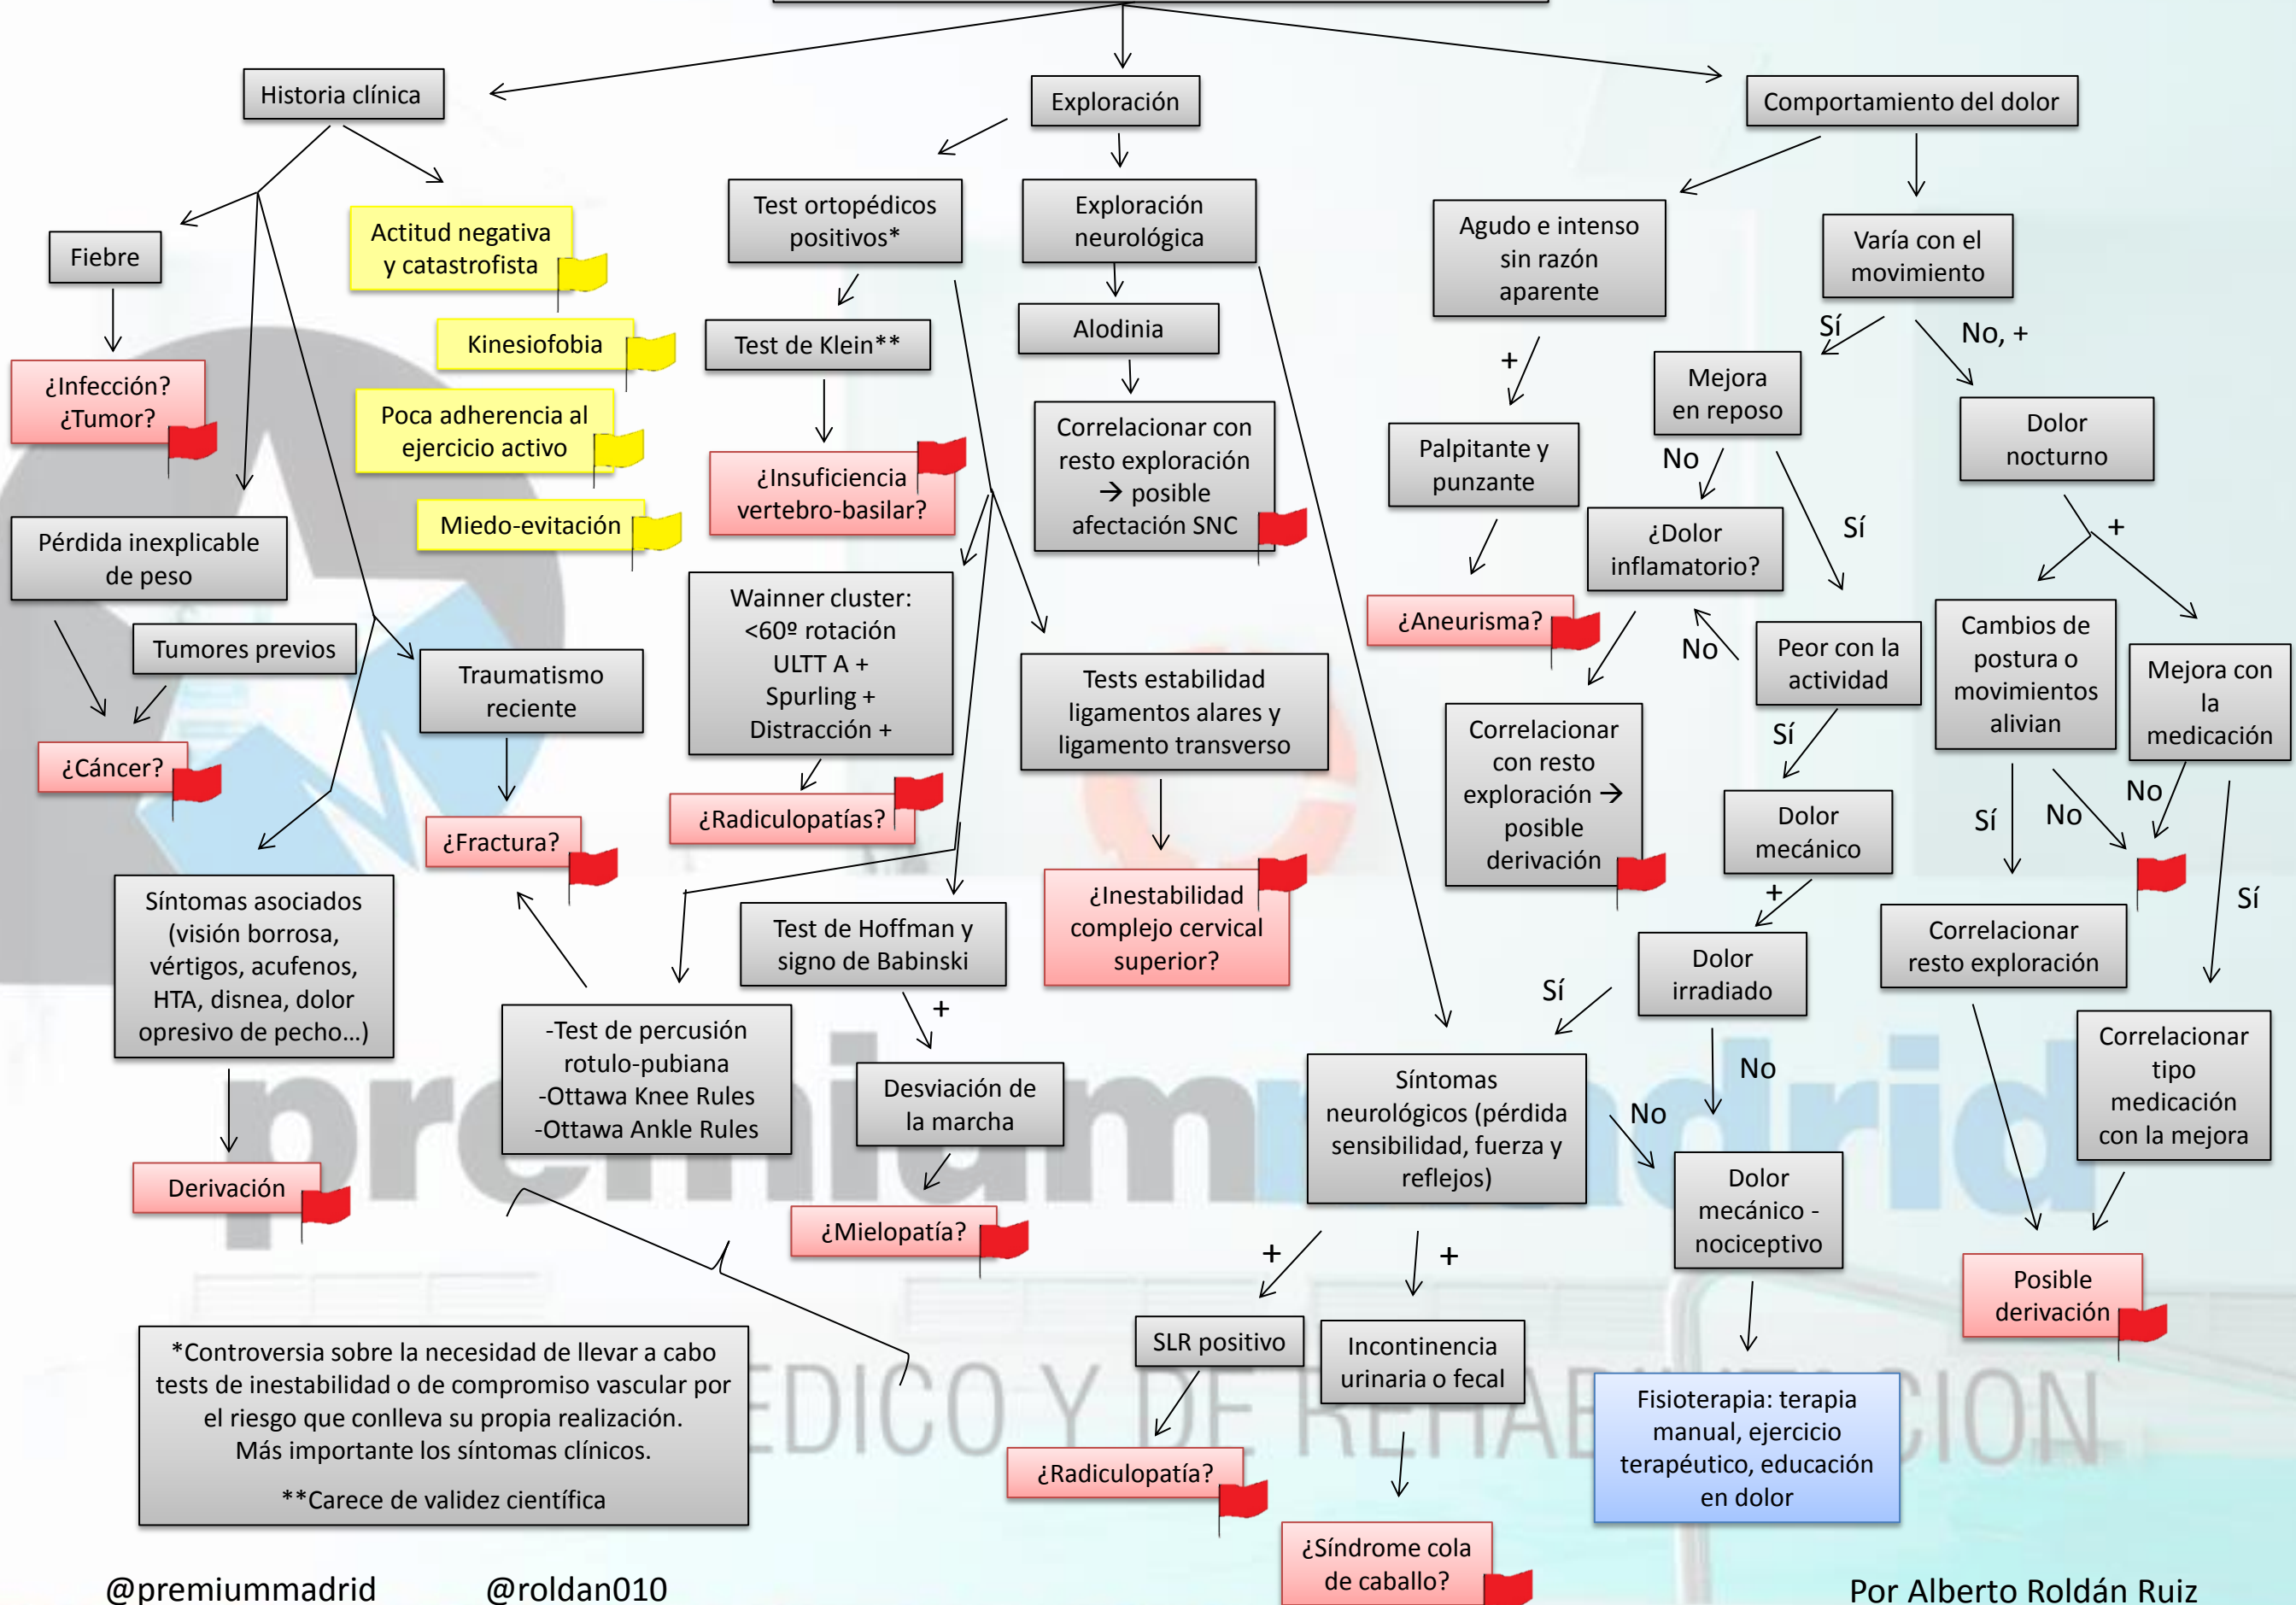 Historia clínica
Exploración
Comportamiento del dolor
Fiebre
¿Infección?
¿Tumor?
Pérdida inexplicable
de peso
Tumores previos
¿Cáncer?
Síntomas asociados
(visión borrosa,
vértigos, acufenos,
HTA, disnea, dolor
opresivo de pecho…)
Derivación
Traumatismo
reciente
¿Fractura?
Actitud negativa
y catastrofista
Kinesiofobia
Poca adherencia al
ejercicio activo
Miedo-evitación
Test ortopédicos
positivos*
Test de Klein**
¿Insuficiencia
vertebro-basilar?
Wainner cluster:
<60º rotación
ULTT A +
Spurling +
Distracción +
¿Radiculopatías?
-Test de percusión
rotulo-pubiana
-Ottawa Knee Rules
-Ottawa Ankle Rules
Test de Hoffman y
signo de Babinski
+
Desviación de
la marcha
¿Mielopatía?
Tests estabilidad
ligamentos alares y
ligamento transverso
¿Inestabilidad
complejo cervical
superior?
Exploración
neurológica
Alodinia
Correlacionar con
resto exploración
→ posible
afectación SNC
Agudo e intenso
sin razón
aparente
+
Palpitante y
punzante
¿Aneurisma?
Varía con el
movimiento
Sí
No, +
Mejora
en reposo
No
Sí
¿Dolor
inflamatorio?
No
Correlacionar
con resto
exploración →
posible
derivación
Peor con la
actividad
Sí
Dolor
mecánico
+
Dolor
irradiado
Sí
No
Síntomas
neurológicos (pérdida
sensibilidad, fuerza y
reflejos)
No
+
+
SLR positivo
¿Radiculopatía?
Incontinencia
urinaria o fecal
¿Síndrome cola
de caballo?
Dolor
mecánico -
nociceptivo
Fisioterapia: terapia
manual, ejercicio
terapéutico, educación
en dolor
Dolor
nocturno
+
Cambios de
postura o
movimientos
alivian
Mejora con
la
medicación
Sí
No
No
Sí
Correlacionar
resto exploración
Correlacionar
tipo
medicación
con la mejora
Posible
derivación
*Controversia sobre la necesidad de llevar a cabo
tests de inestabilidad o de compromiso vascular por
el riesgo que conlleva su propia realización.
Más importante los síntomas clínicos.
**Carece de validez científica
@premiummadrid
@roldan010
Por Alberto Roldán Ruiz
premiummadrid